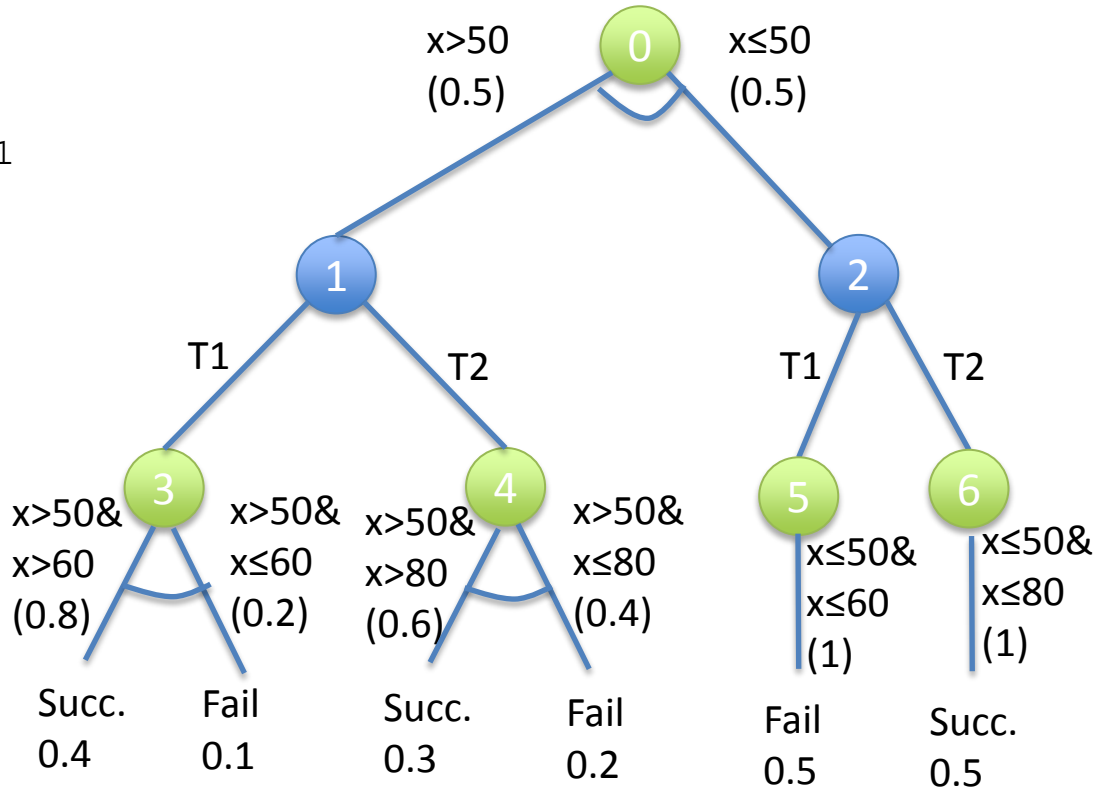 x>50
(0.5)
0
x≤50
(0.5)
1
1
2
T1
T2
T1
T2
3
4
5
6
x>50&
x>60
(0.8)
x>50&
x≤60
(0.2)
x>50&
x>80
(0.6)
x>50&
x≤80
(0.4)
x≤50&
x≤60
(1)
x≤50&
x≤80
(1)
Succ.
0.4
Fail
0.1
Succ.
0.3
Fail
0.2
Fail
0.5
Succ.
0.5